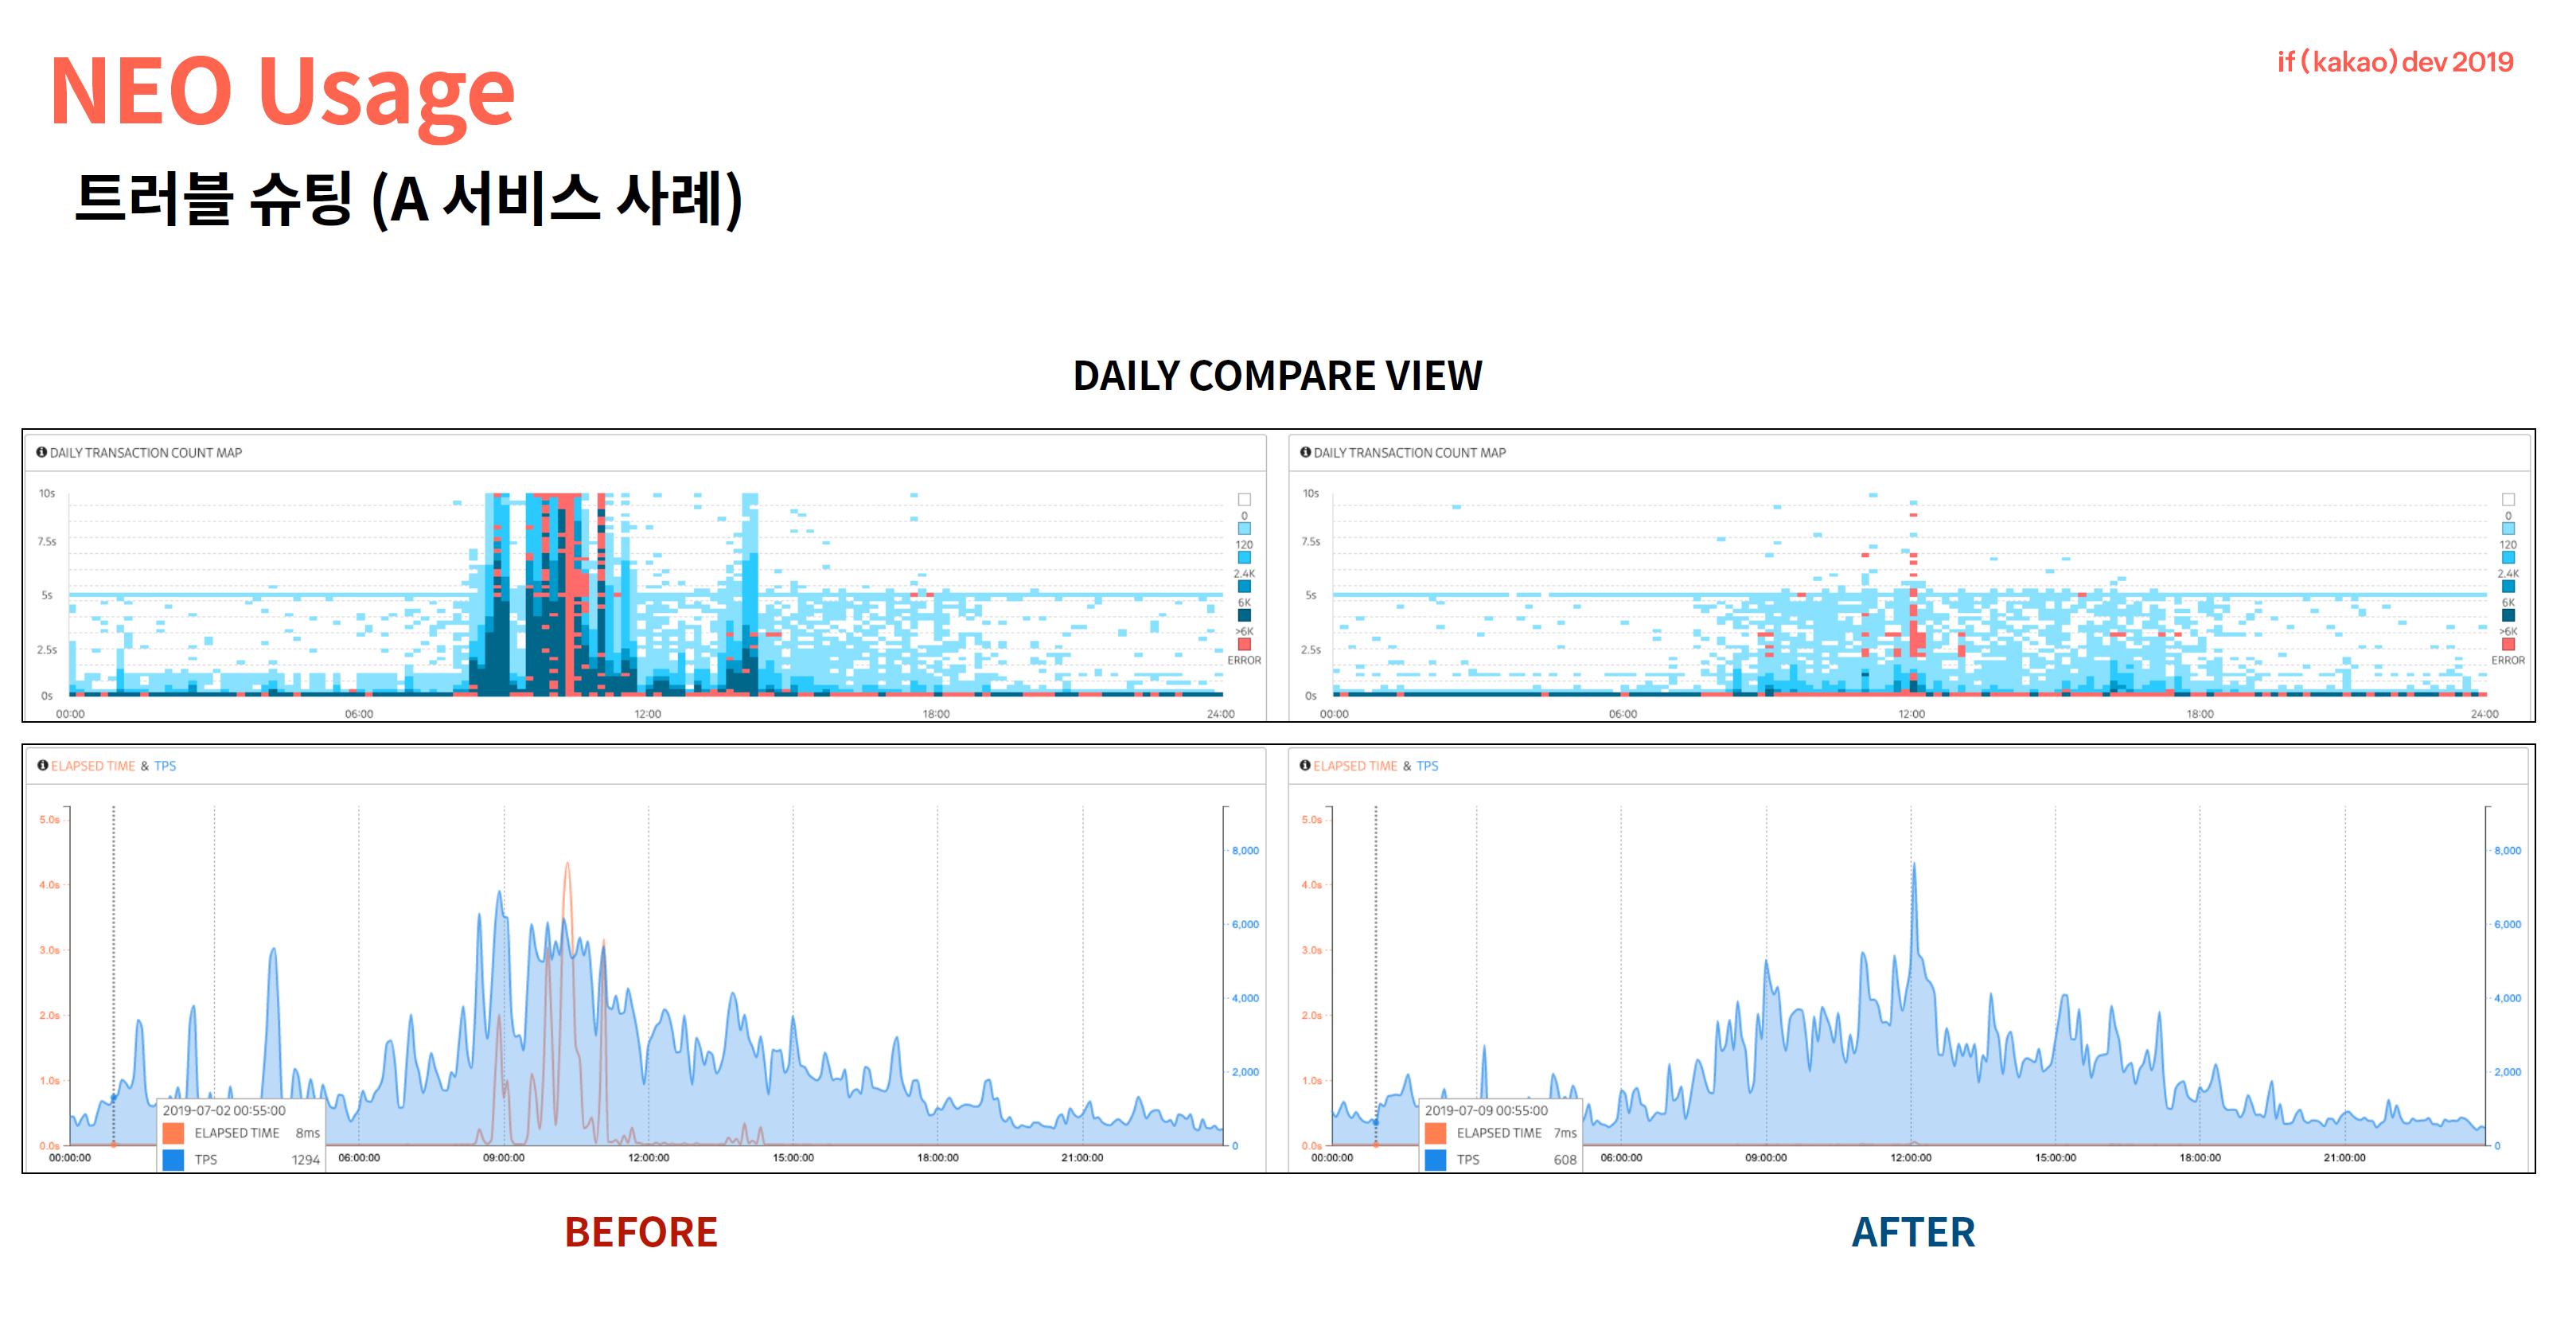 NEO Usage
if (kakao) dev 2019
트러블 슈팅 (A 서비스 사례)
DAILY COMPARE VIEW
DAILY TRANSACTION COUNT MAP
10s
7.5s
5s
2.5s
0s
00:00 06:00 12:00 18:00 24:00
0
120
2.4K
6K
>6K
ERROR
DAILY TRANSACTION COUNT MAP
10s
7.5s
5s
2.5s
0s
00:00 06:00 12:00 18:00 24:00
0
120
2.4K
6K
>6K
ERROR
ELAPSED TIME & TPS
5.0s
4.0s
3.0s
2.0s
1.0s
0.0s
8,000
6,000
4,000
2,000
0
2019-07-02 00:55:00
ELAPSED TIME 8ms
TPS 1294
00:00:00 06:00:00 09:00:00 12:00:00 15:00:00 18:00:00 21:00:00
ELAPSED TIME & TPS
5.0s
4.0s
3.0s
2.0s
1.0s
0.0s
8,000
6,000
4,000
2,000
0
2019-07-09 00:55:00
ELAPSED TIME 7ms
TPS 608
00:00:00 06:00:00 09:00:00 12:00:00 15:00:00 18:00:00 21:00:00
BEFORE
AFTER